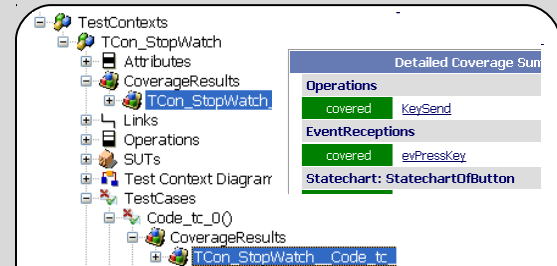 TestContexts
TCon_StopWatch
Attributes
CoverageResults
TCon_StopWatch_
Links
Operations
SUTs
Test Context Diagram
TestCases
Code_tc_0()
CoverageResults
TCon_StopWatch__Code_tc_
Detailed Coverage Sum
Operations
covered KeySend
EventReceptions
covered evPressKey
Statechart: StatechartOfButton